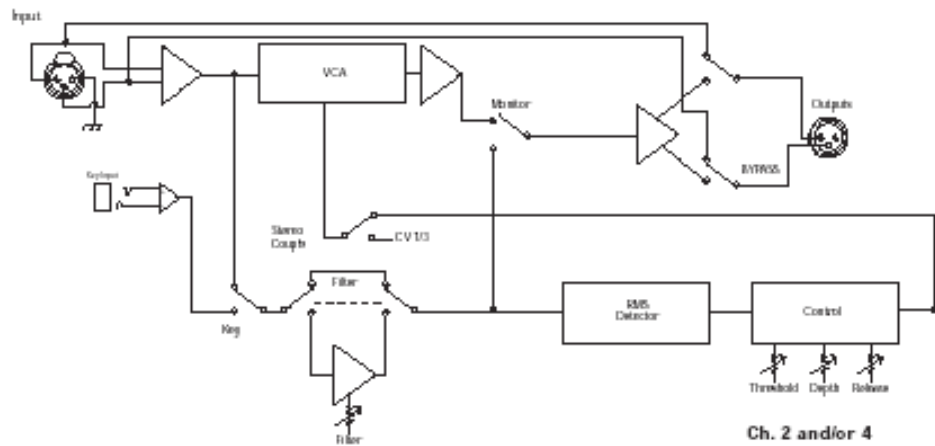 Input
VCA
Monitor
Outputs
Key Input
BYPASS
Stereo
Couple
CV 1/3
Filter
RMS
Detector
Control
Key
Threshold
Depth
Release
Filter
Ch. 2 and/or 4